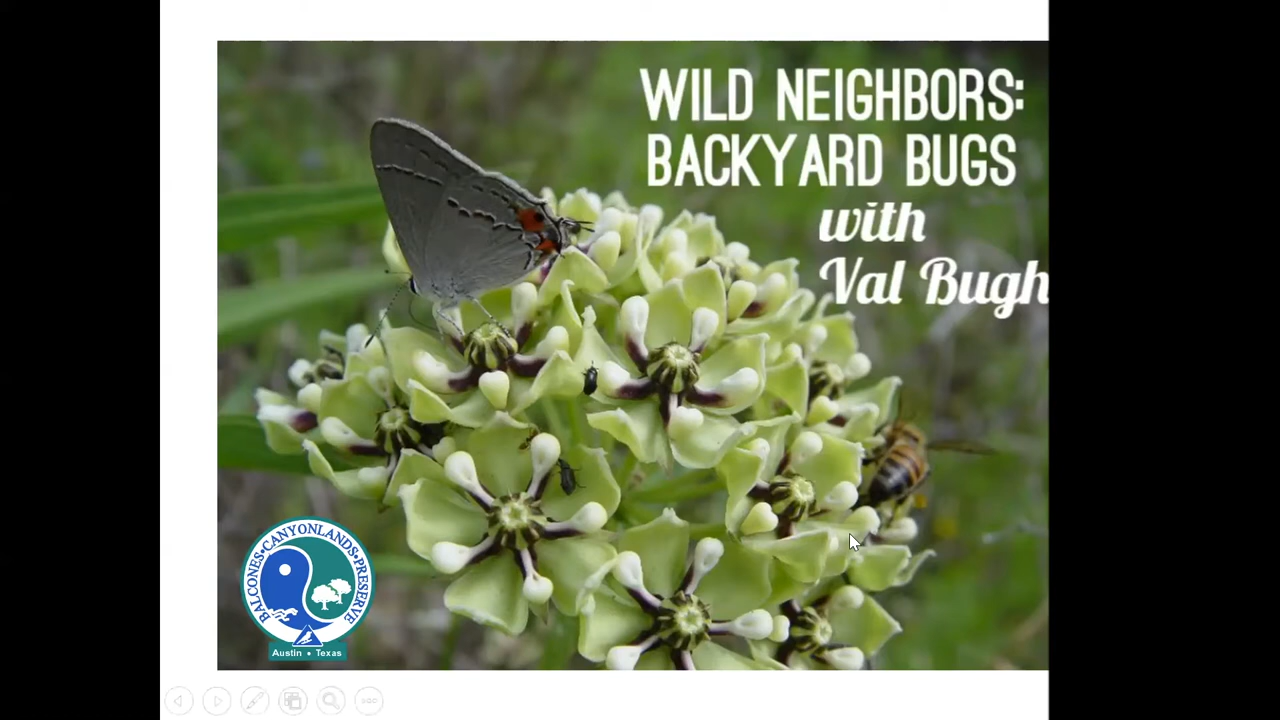 WILD NEIGHBORS:
BACKYARD BUGS
with
Val Bugh
BALCONES•CANYONLANDS•PRESERVE
Austin • Texas